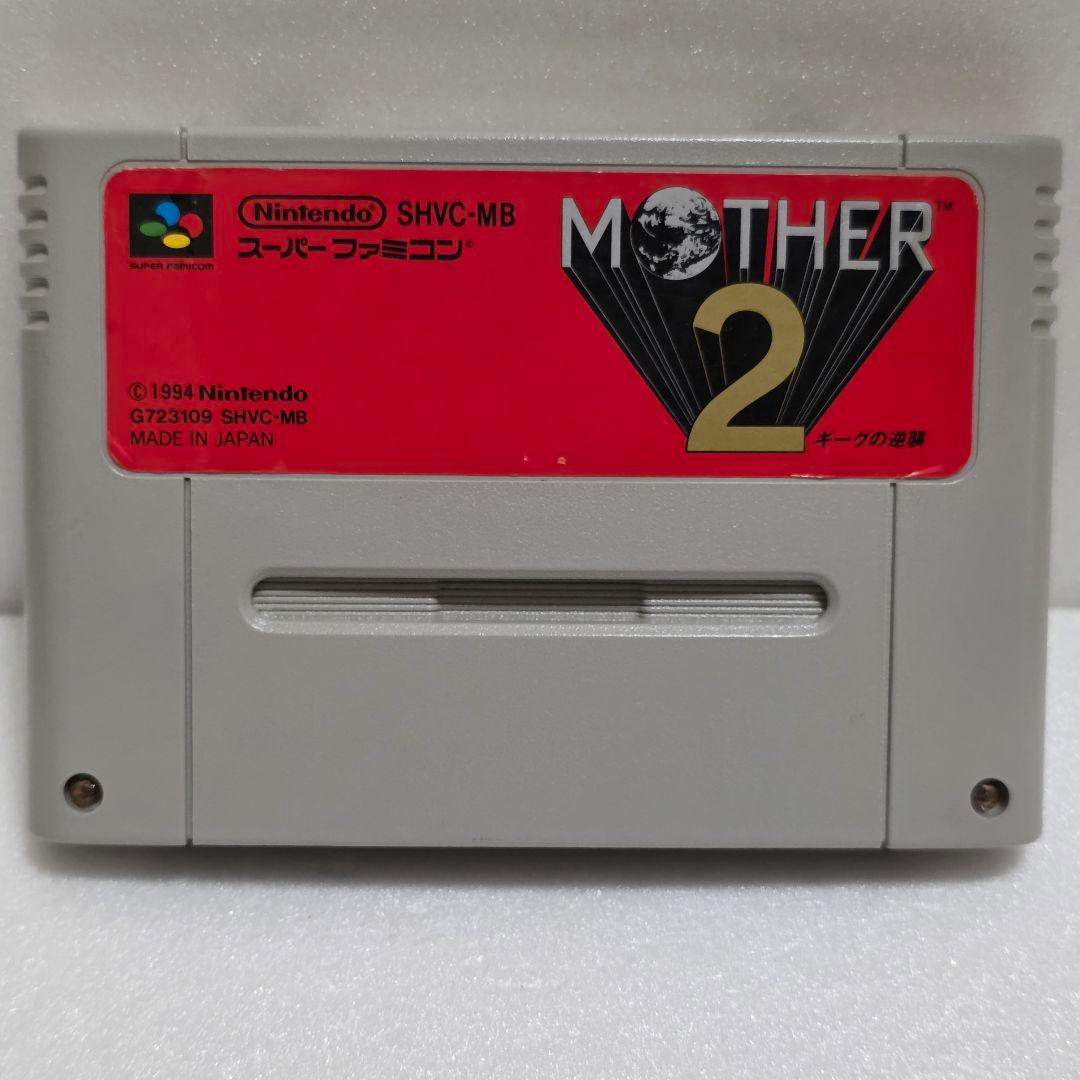 SUPER FAMICOM
Nintendo® SHVC-MB
スーパーファミコン®
MOTHER™
2
ギーグの逆襲
© 1994 Nintendo
G723109 SHVC-MB
MADE IN JAPAN